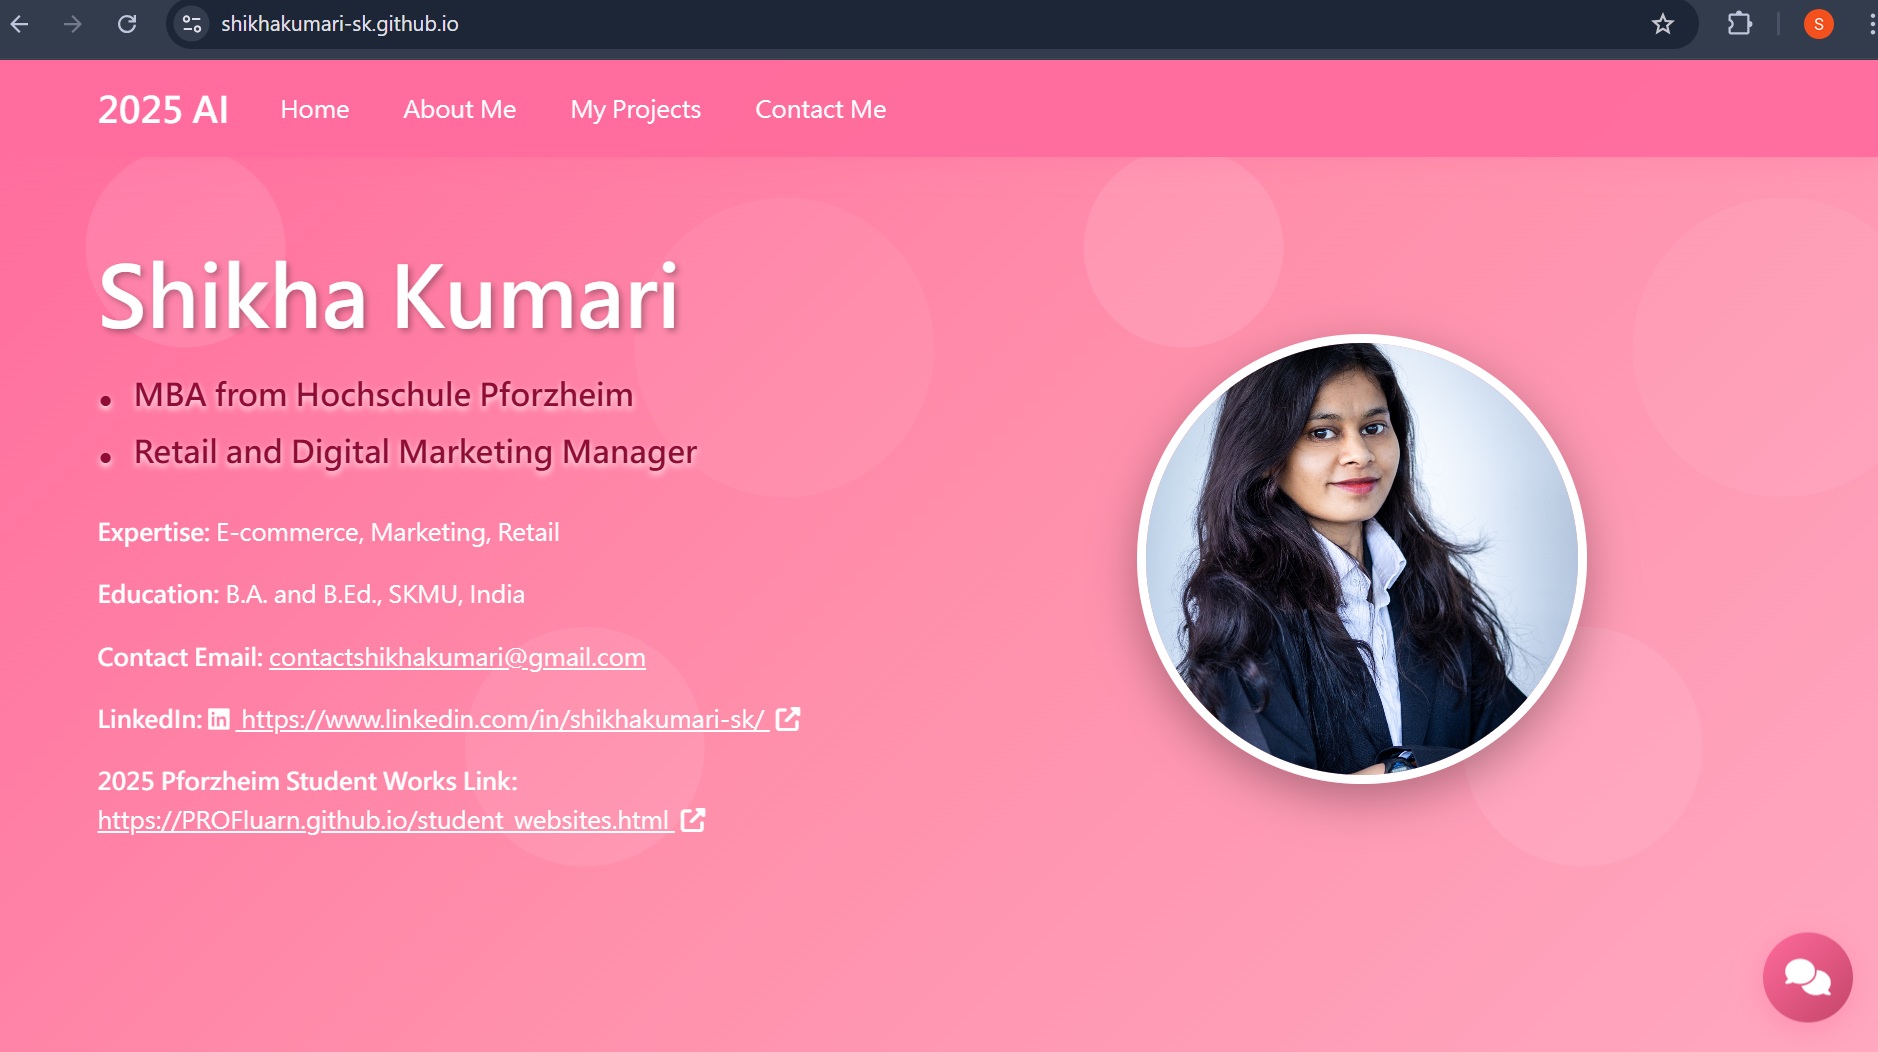 shikhakumari-sk.github.io
S
2025 AI Home About Me My Projects Contact Me
Shikha Kumari
• MBA from Hochschule Pforzheim
• Retail and Digital Marketing Manager
Expertise: E-commerce, Marketing, Retail
Education: B.A. and B.Ed., SKMU, India
Contact Email: contactshikhakumari@gmail.com
LinkedIn: in https://www.linkedin.com/in/shikhakumari-sk/
2025 Pforzheim Student Works Link:
https://PROFluarn.github.io/student_websites.html